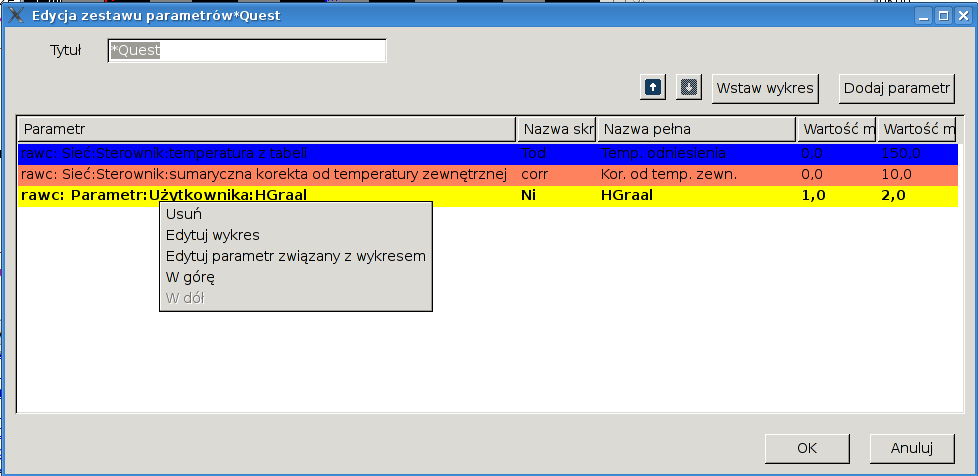 Edycja zestawu parametrów*Quest
Tytuł *Quest
Wstaw wykres Dodaj parametr
Parametr Nazwa skr Nazwa pełna Wartość m Wartość m
rawc: Sieć:Sterownik:temperatura z tabel Tod Temp. odniesienia 0,0 150,0
rawc: Sieć:Sterownik:sumaryczna korekta od temperatury zewnętrznej corr Kor. od temp. zewn. 0,0 10,0
rawc: Parametr:Użytkownika:HGraal Ni HGraal 1,0 2,0
Usuń
Edytuj wykres
Edytuj parametr związany z wykresem
W górę
W dół
OK Anuluj